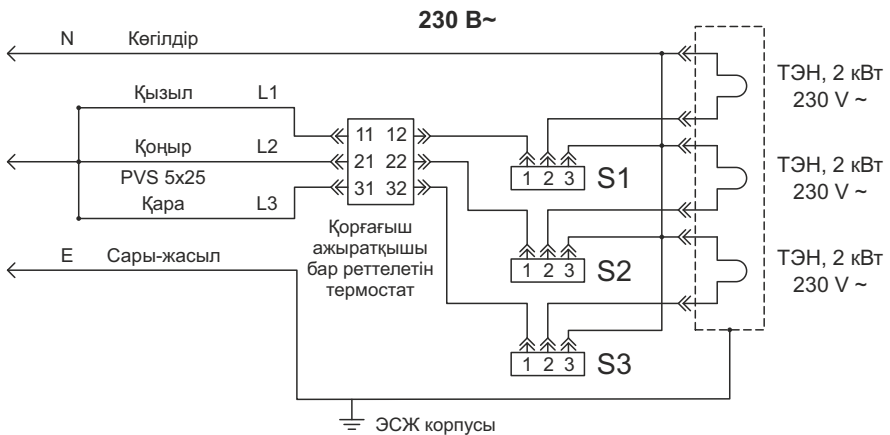 230 В~
N Көгілдір
Қызыл L1
Қоңыр L2
PVS 5x25
Қара L3
E Сары-жасыл
11 12
21 22
31 32
Қорғағыш
ажыратқышы
бар реттелетін
термостат
1 2 3 S1
1 2 3 S2
1 2 3 S3
ТЭН, 2 кВт
230 V ~
ТЭН, 2 кВт
230 V ~
ТЭН, 2 кВт
230 V ~
ЭСЖ корпусы